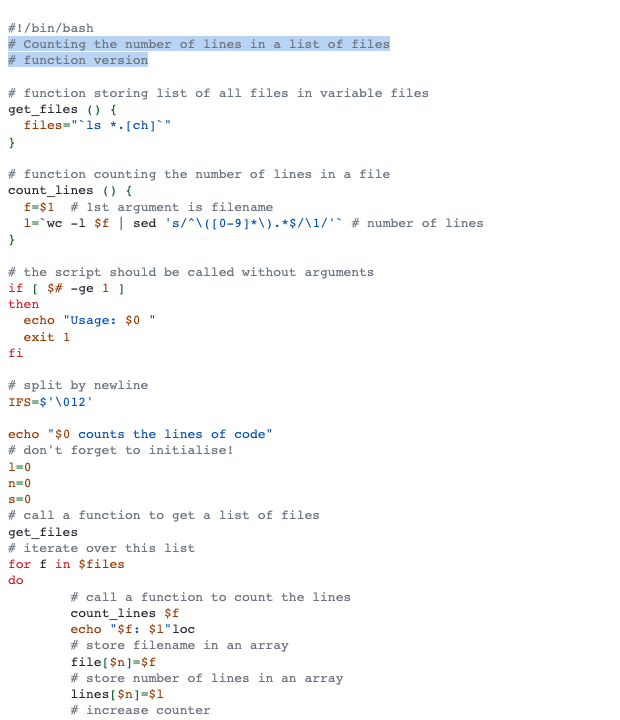 #!/bin/bash
# Counting the number of lines in a list of files
# function version
# function storing list of all files in variable files
get_files () {
  files="`ls *.[ch]`"
}
# function counting the number of lines in a file
count_lines () {
  f=$1  # 1st argument is filename
  l=`wc -l $f | sed 's/^\([0-9]*\).*$/\1/'` # number of lines
}
# the script should be called without arguments
if [ $# -ge 1 ]
then
  echo "Usage: $0 "
  exit 1
fi
# split by newline
IFS=$'\012'
echo "$0 counts the lines of code"
# don't forget to initialise!
l=0
n=0
s=0
# call a function to get a list of files
get_files
# iterate over this list
for f in $files
do
        # call a function to count the lines
        count_lines $f
        echo "$f: $l"loc
        # store filename in an array
        file[$n]=$f
        # store number of lines in an array
        lines[$n]=$l
        # increase counter